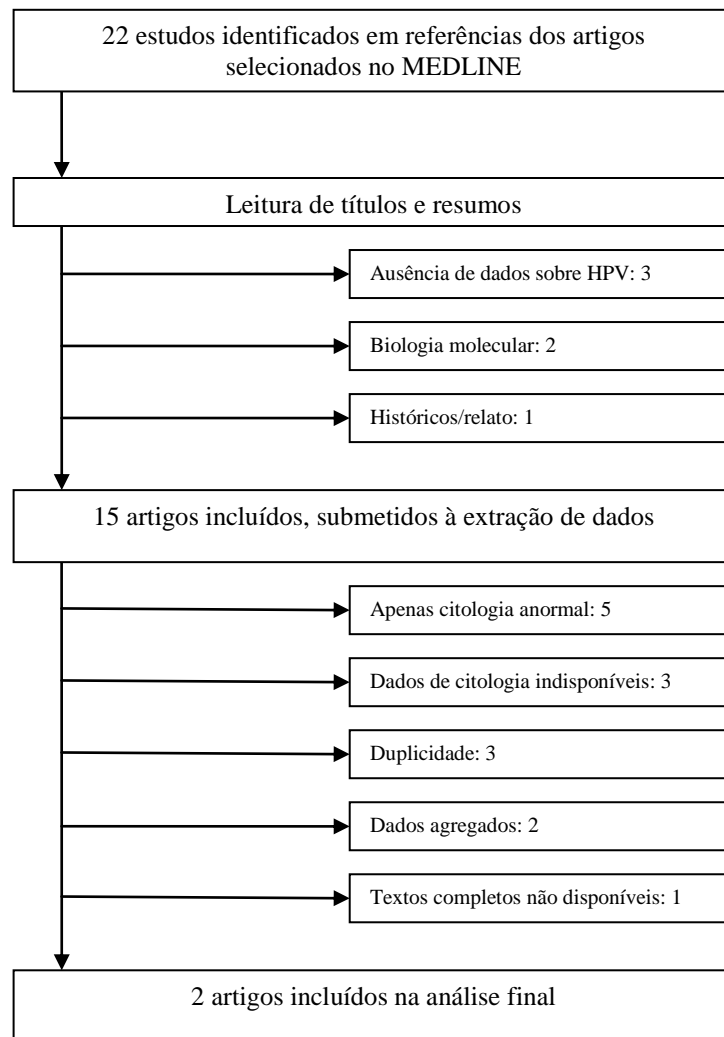 22 estudos identificados em referências dos artigos
selecionados no MEDLINE
Leitura de títulos e resumos
Ausência de dados sobre HPV: 3
Biologia molecular: 2
Históricos/relato: 1
15 artigos incluídos, submetidos à extração de dados
Apenas citologia anormal: 5
Dados de citologia indisponíveis: 3
Duplicidade: 3
Dados agregados: 2
Textos completos não disponíveis: 1
2 artigos incluídos na análise final